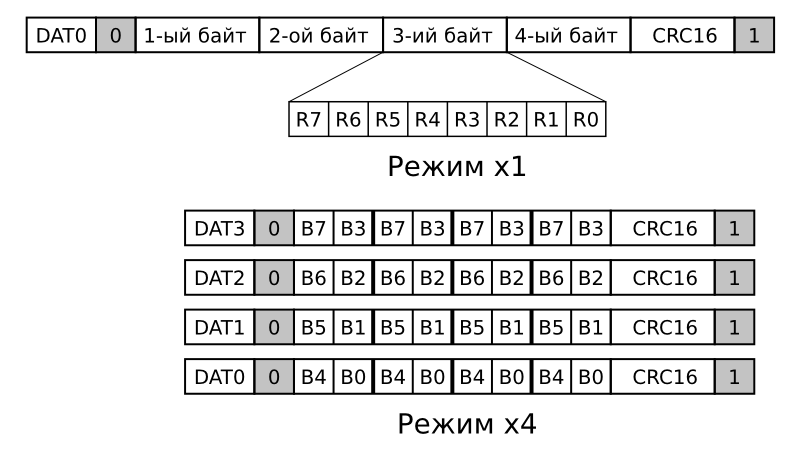 DAT0 0 1-ый байт 2-ой байт 3-ий байт 4-ый байт CRC16 1
R7 R6 R5 R4 R3 R2 R1 R0
Режим x1
DAT3 0 B7 B3 B7 B3 B7 B3 B7 B3 CRC16 1
DAT2 0 B6 B2 B6 B2 B6 B2 B6 B2 CRC16 1
DAT1 0 B5 B1 B5 B1 B5 B1 B5 B1 CRC16 1
DAT0 0 B4 B0 B4 B0 B4 B0 B4 B0 CRC16 1
Режим x4